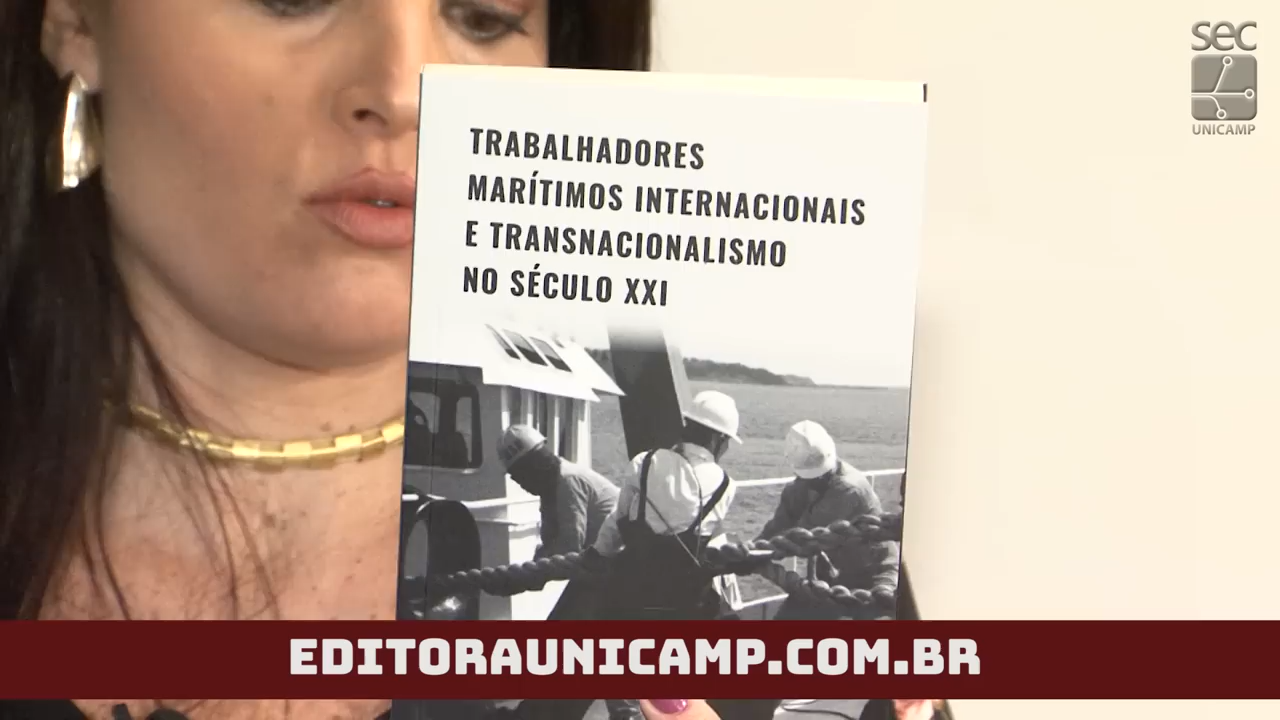 sec
UNICAMP
TRABALHADORES
MARÍTIMOS INTERNACIONAIS
E TRANSNACIONALISMO
NO SÉCULO XXI
EDITORAUNICAMP.COM.BR